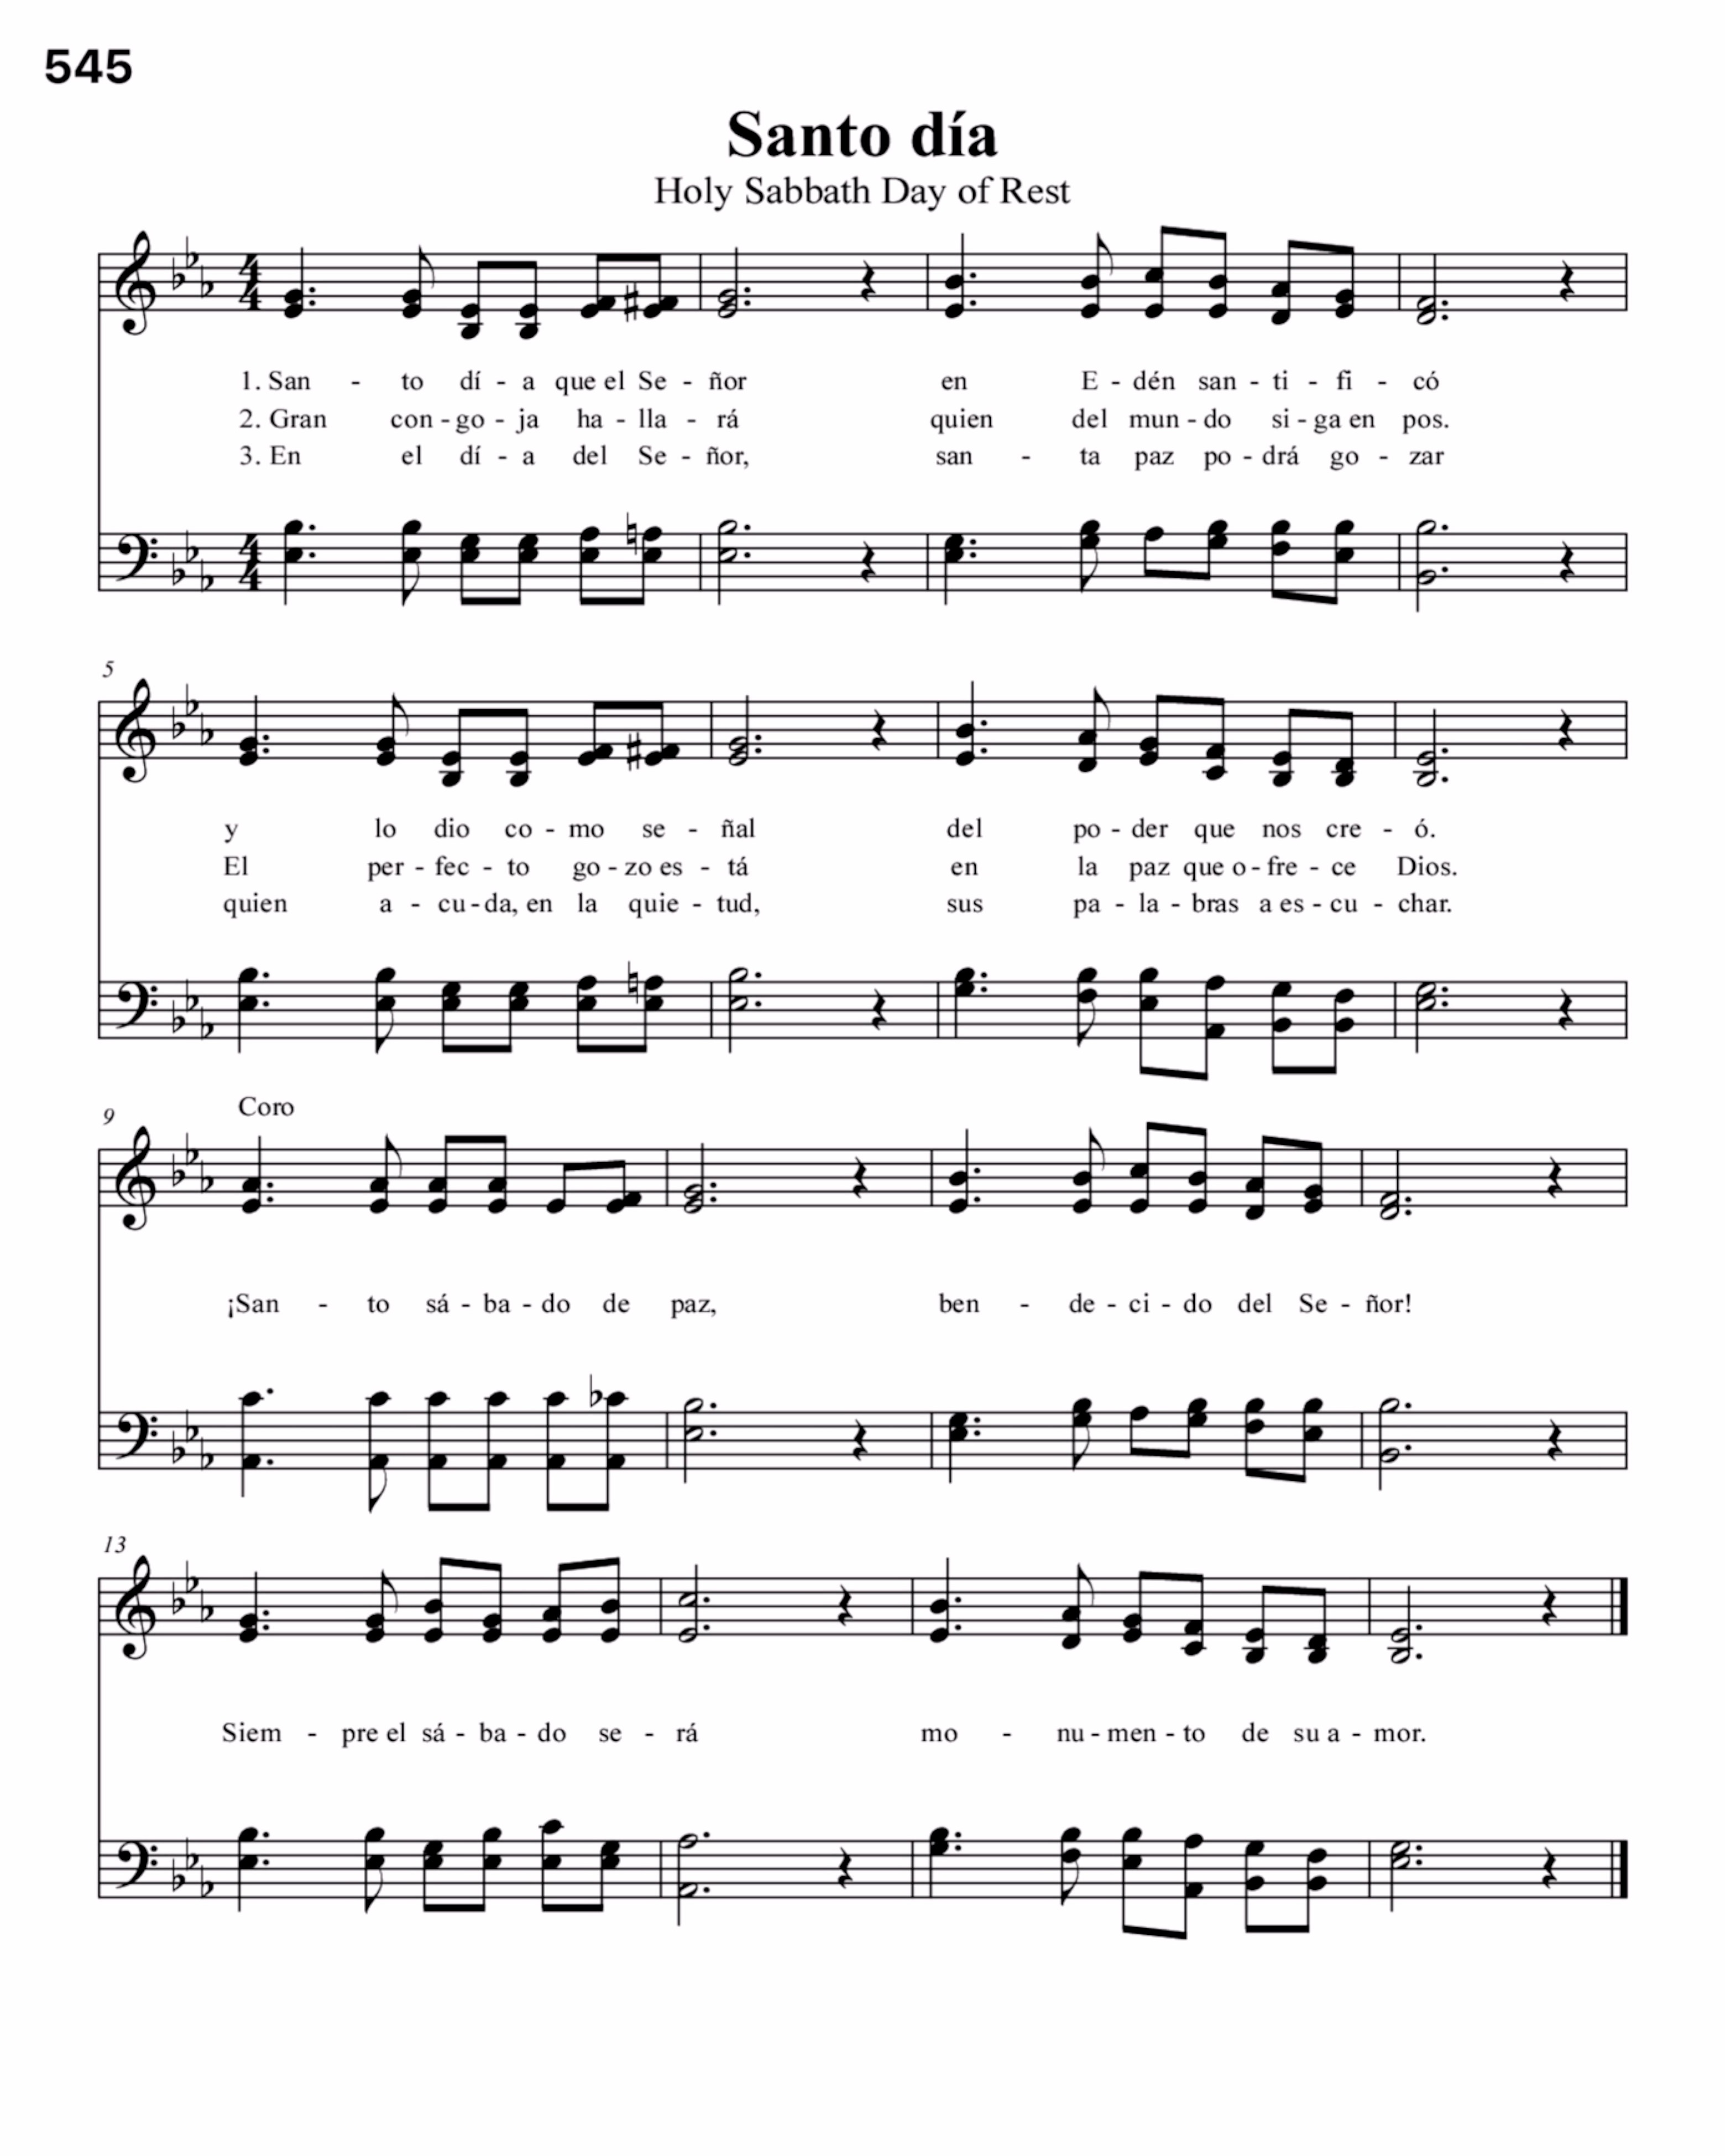 545
Santo día
Holy Sabbath Day of Rest
1. San - to dí - a que el Se - ñor en E - dén san - ti - fi - có
2. Gran con - go - ja ha - lla - rá quien del mun - do si - ga en pos.
3. En el dí - a del Se - ñor, san - ta paz po - drá go - zar
5
y lo dio co - mo se - ñal del po - der que nos cre - ó.
El per - fec - to go - zo es - tá en la paz que o - fre - ce Dios.
quien a - cu - da, en la quie - tud, sus pa - la - bras a es - cu - char.
9
Coro
¡San - to sá - ba - do de paz, ben - de - ci - do del Se - ñor!
13
Siem - pre el sá - ba - do se - rá mo - nu - men - to de su a - mor.